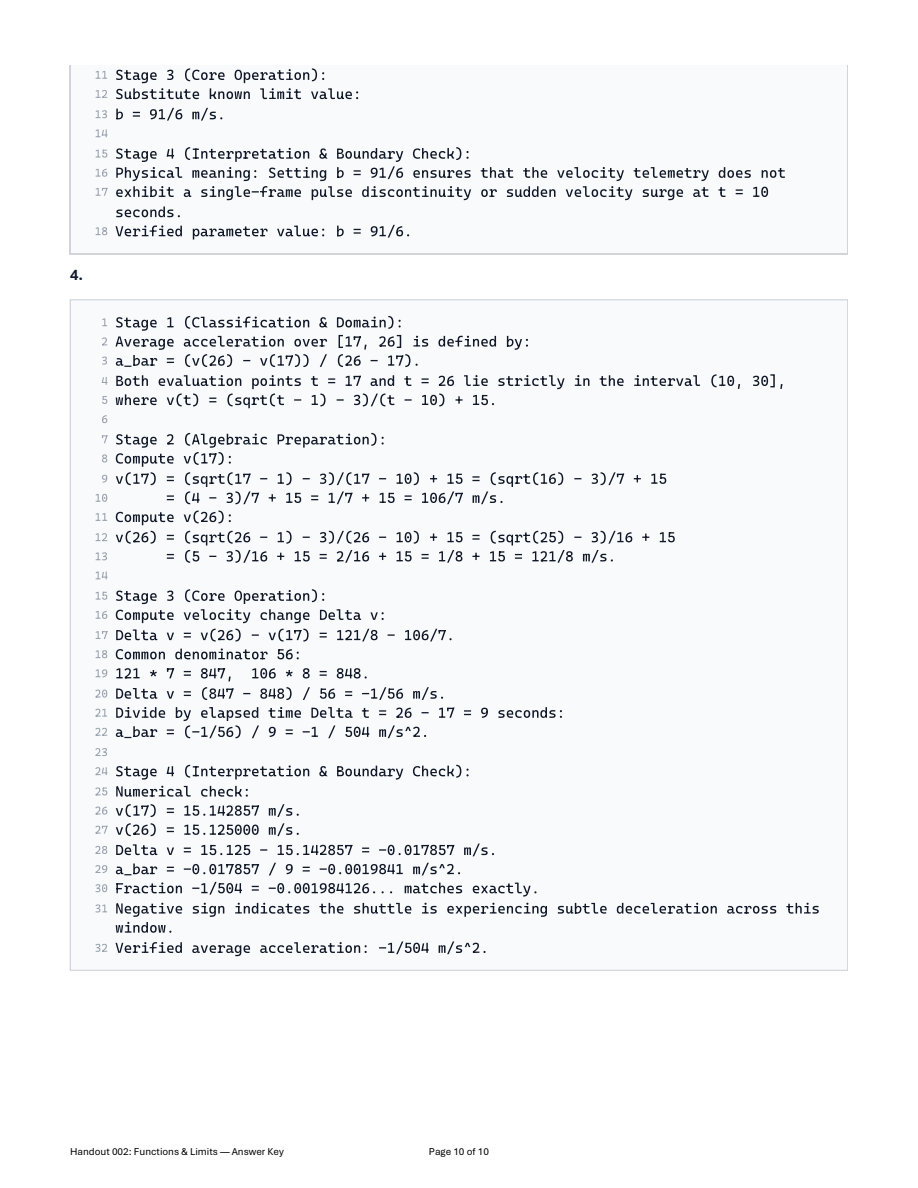 11 Stage 3 (Core Operation):
12 Substitute known limit value:
13 b = 91/6 m/s.
14
15 Stage 4 (Interpretation & Boundary Check):
16 Physical meaning: Setting b = 91/6 ensures that the velocity telemetry does not
17 exhibit a single-frame pulse discontinuity or sudden velocity surge at t = 10
seconds.
18 Verified parameter value: b = 91/6.
4.
1 Stage 1 (Classification & Domain):
2 Average acceleration over [17, 26] is defined by:
3 a_bar = (v(26) − v(17)) / (26 − 17).
4 Both evaluation points t = 17 and t = 26 lie strictly in the interval (10, 30],
5 where v(t) = (sqrt(t − 1) − 3)/(t − 10) + 15.
6
7 Stage 2 (Algebraic Preparation):
8 Compute v(17):
9 v(17) = (sqrt(17 − 1) − 3)/(17 − 10) + 15 = (sqrt(16) − 3)/7 + 15
10       = (4 − 3)/7 + 15 = 1/7 + 15 = 106/7 m/s.
11 Compute v(26):
12 v(26) = (sqrt(26 − 1) − 3)/(26 − 10) + 15 = (sqrt(25) − 3)/16 + 15
13       = (5 − 3)/16 + 15 = 2/16 + 15 = 1/8 + 15 = 121/8 m/s.
14
15 Stage 3 (Core Operation):
16 Compute velocity change Delta v:
17 Delta v = v(26) − v(17) = 121/8 − 106/7.
18 Common denominator 56:
19 121 * 7 = 847,  106 * 8 = 848.
20 Delta v = (847 − 848) / 56 = −1/56 m/s.
21 Divide by elapsed time Delta t = 26 − 17 = 9 seconds:
22 a_bar = (−1/56) / 9 = −1 / 504 m/s^2.
23
24 Stage 4 (Interpretation & Boundary Check):
25 Numerical check:
26 v(17) = 15.142857 m/s.
27 v(26) = 15.125000 m/s.
28 Delta v = 15.125 − 15.142857 = −0.017857 m/s.
29 a_bar = −0.017857 / 9 = −0.0019841 m/s^2.
30 Fraction −1/504 = −0.001984126... matches exactly.
31 Negative sign indicates the shuttle is experiencing subtle deceleration across this
window.
32 Verified average acceleration: −1/504 m/s^2.
Handout 002: Functions & Limits — Answer Key Page 10 of 10